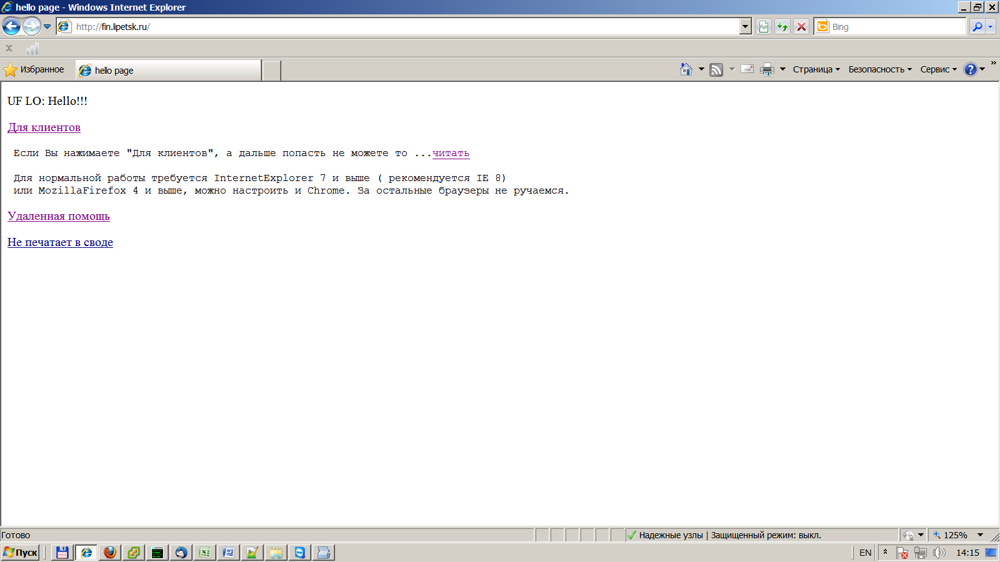 hello page - Windows Internet Explorer
http://fin.lipetsk.ru/
Bing
Избранное
hello page
Страница
Безопасность
Сервис
UF LO: Hello!!!
Для клиентов
Если Вы нажимаете "Для клиентов", а дальше попасть не можете то ...читать
Для нормальной работы требуется InternetExplorer 7 и выше ( рекомендуется IE 8)
или MozillaFirefox 4 и выше, можно настроить и Chrome. За остальные браузеры не ручаемся.
Удаленная помощь
Не печатает в своде
Готово
Надежные узлы | Защищенный режим: выкл.
125%
Пуск
EN
14:15